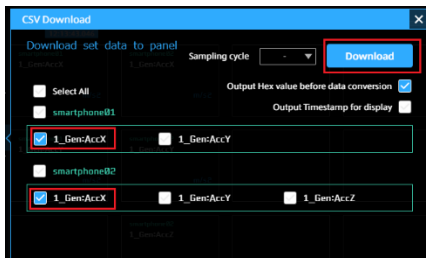 CSV Download
Download set data to panel
Sampling cycle - Download
Output Hex value before data conversion
Select All
Output Timestamp for display
smartphone01
1_Gen:AccX 1_Gen:AccY
smartphone02
1_Gen:AccX 1_Gen:AccY 1_Gen:AccZ